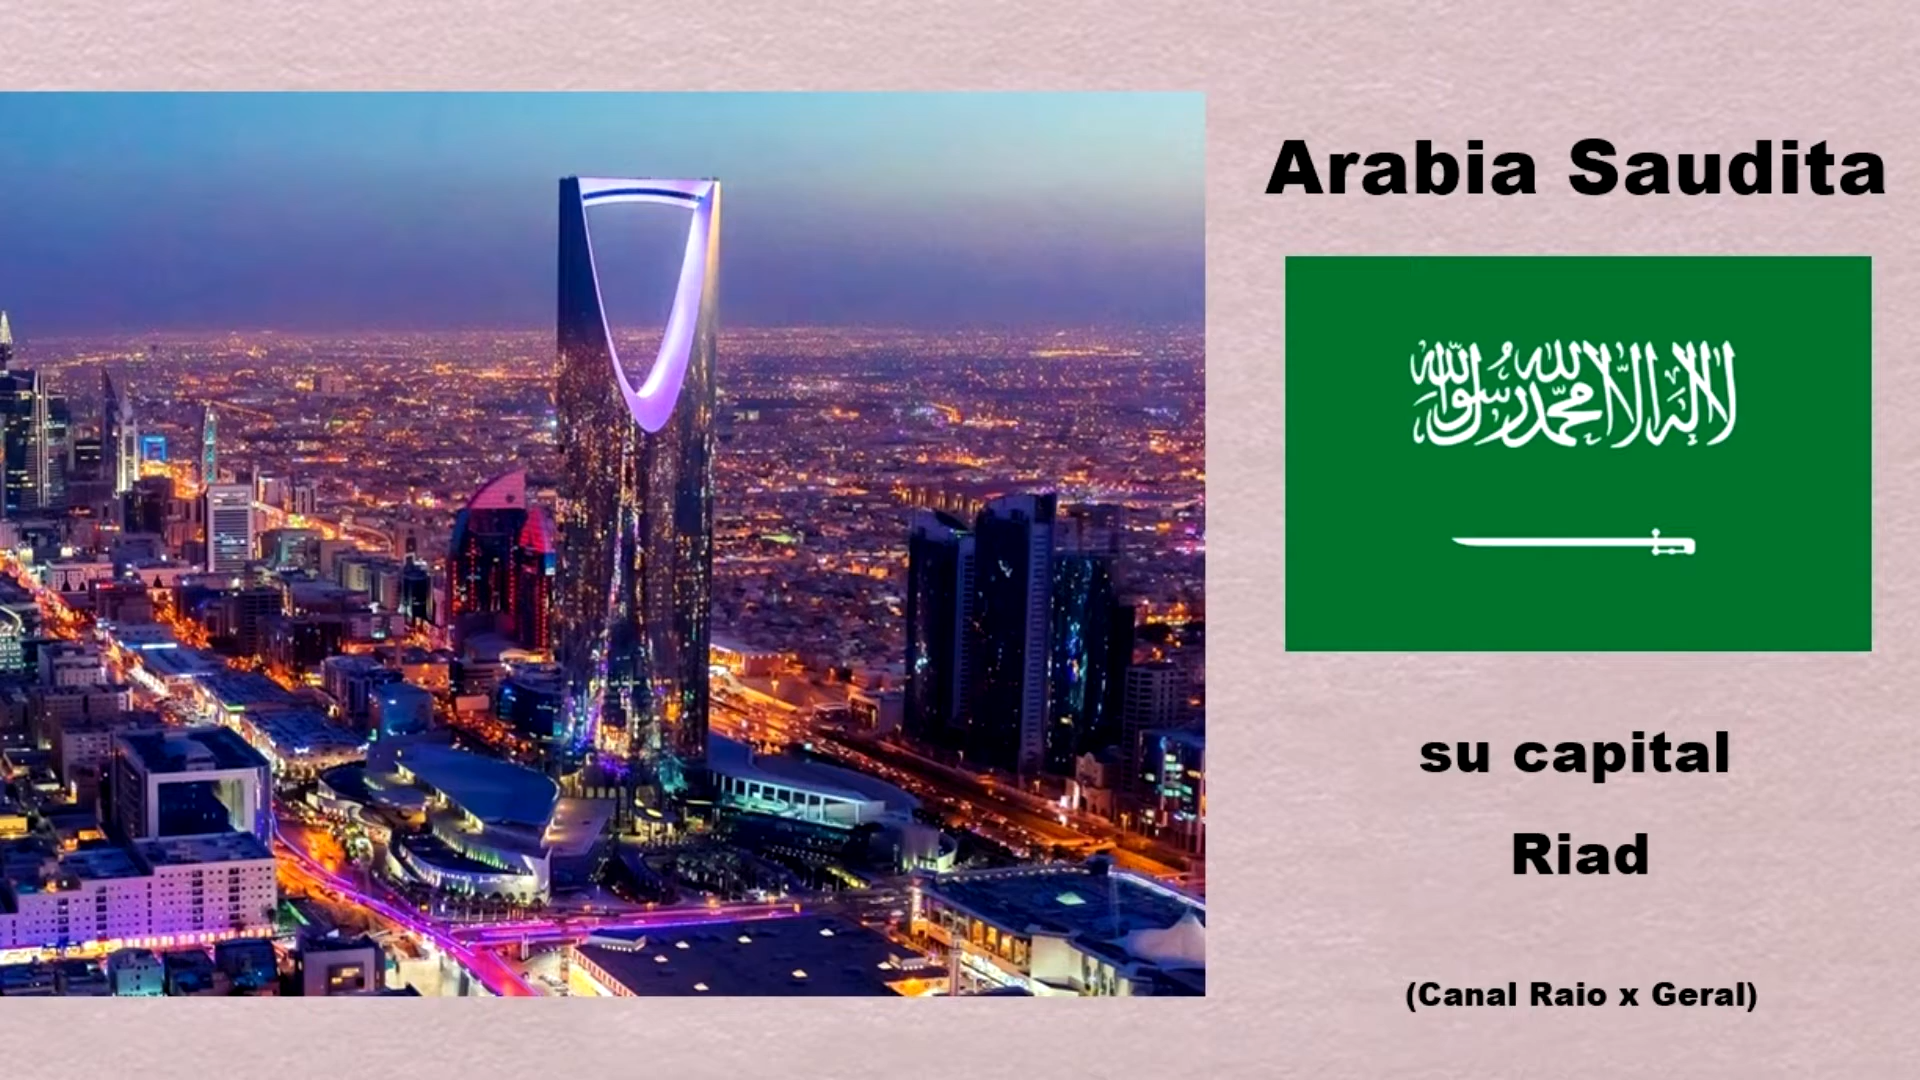 Arabia Saudita
لا إله إلا الله محمد رسول الله
su capital
Riad
(Canal Raio x Geral)